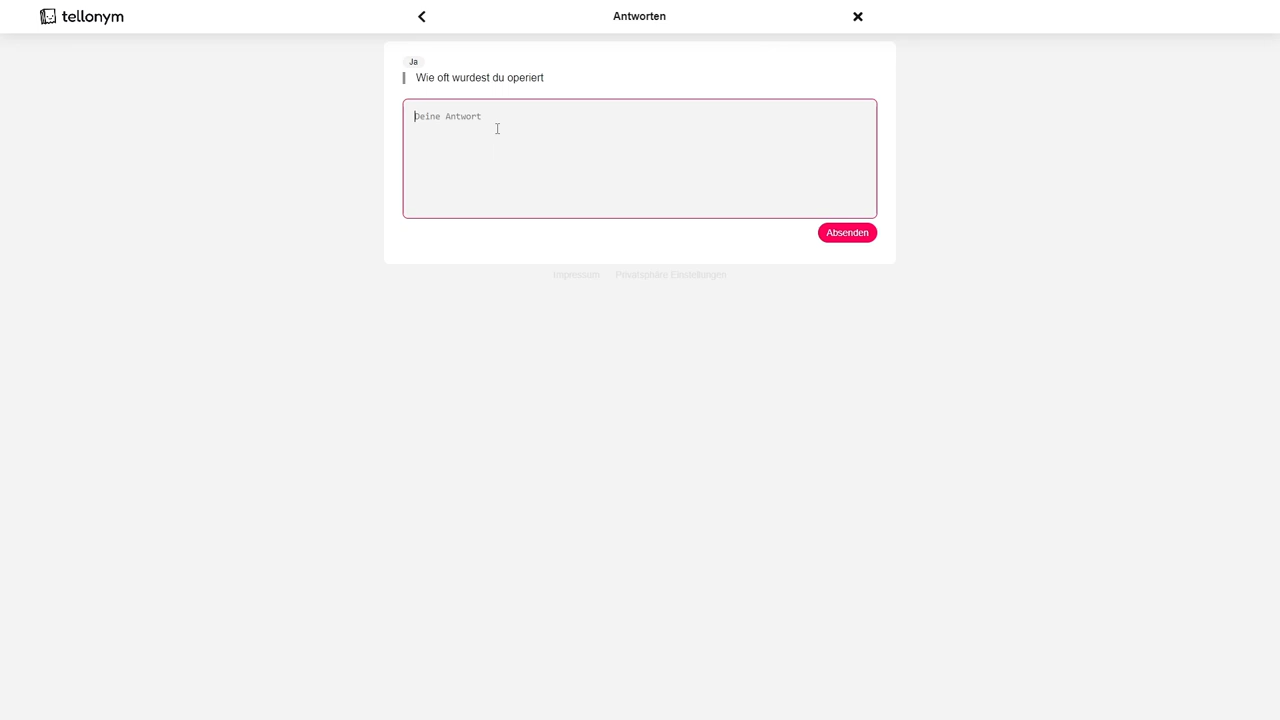 tellonym
Antworten
Ja
Wie oft wurdest du operiert
Deine Antwort
Absenden
Impressum Privatsphäre Einstellungen